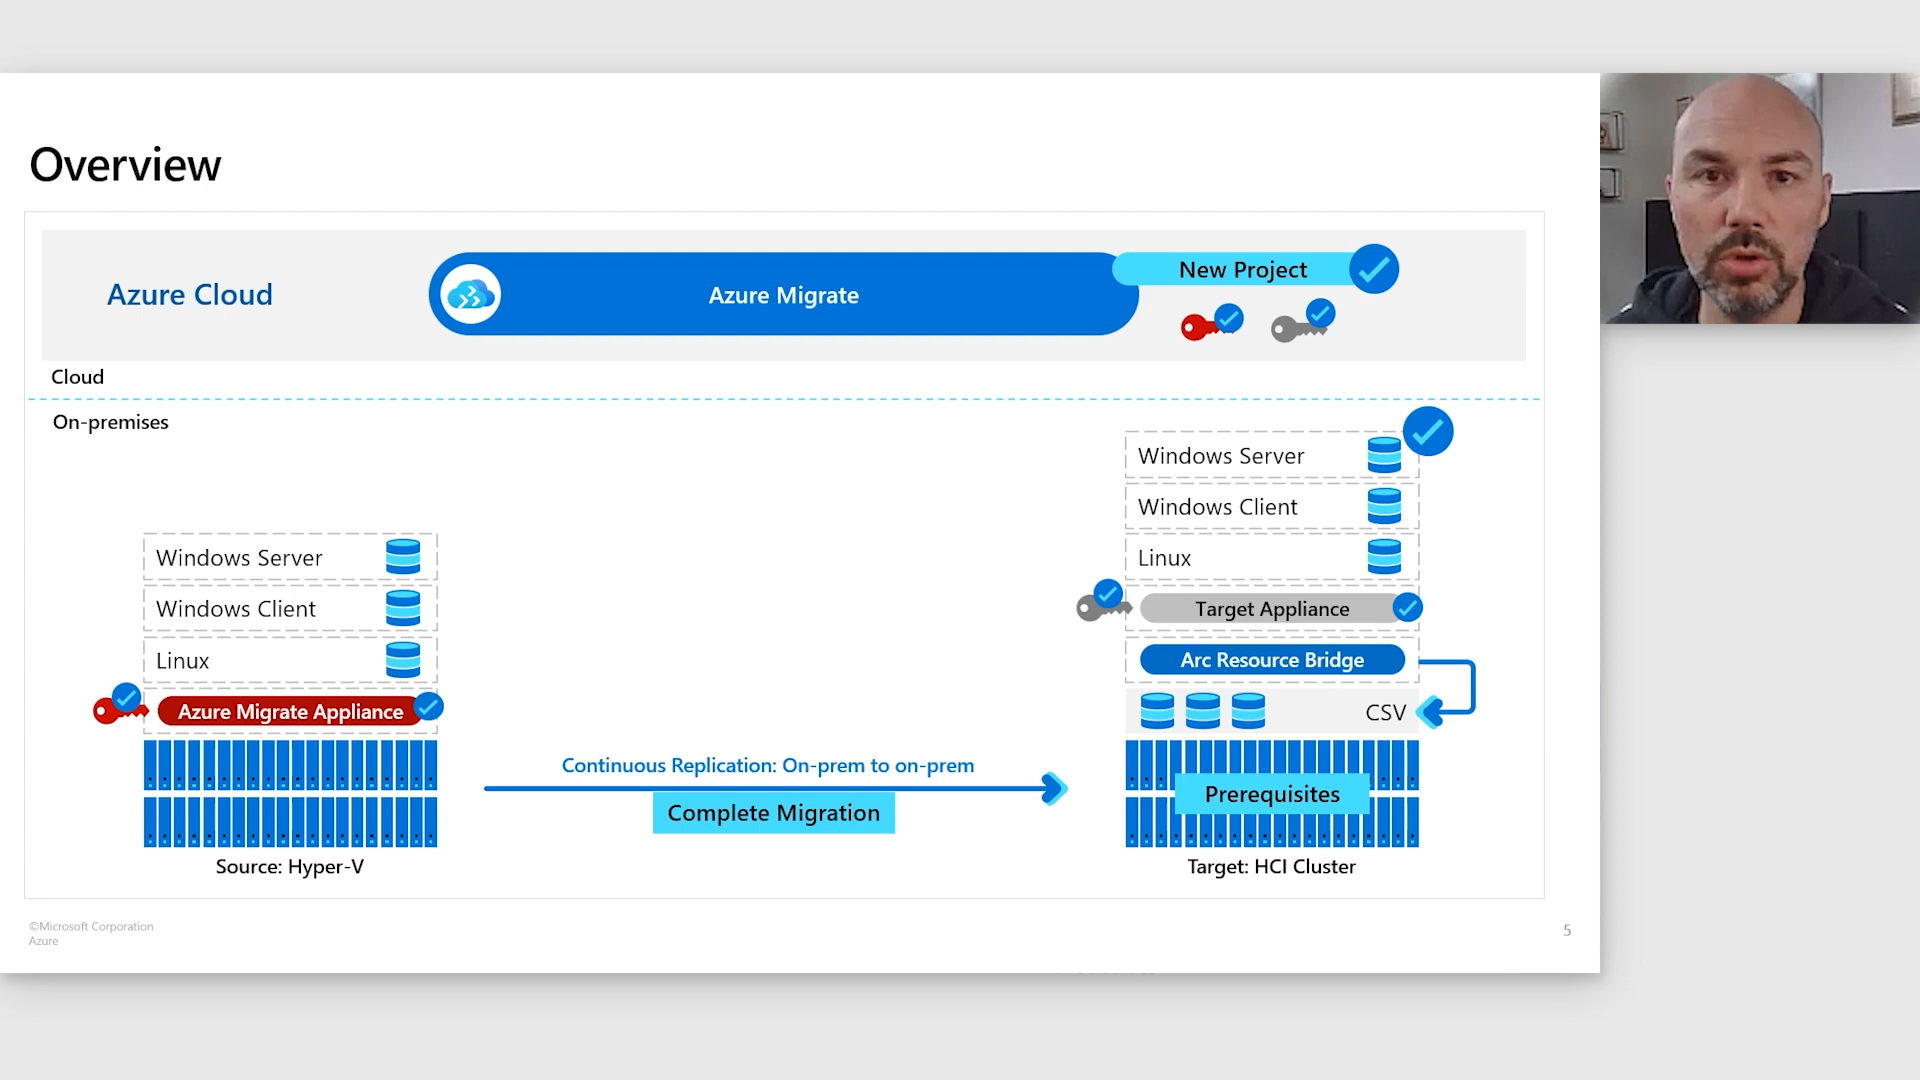 Overview
Azure Cloud
Azure Migrate
New Project
Cloud
On-premises
Windows Server
Windows Client
Linux
Azure Migrate Appliance
Source: Hyper-V
Continuous Replication: On-prem to on-prem
Complete Migration
Windows Server
Windows Client
Linux
Target Appliance
Arc Resource Bridge
CSV
Prerequisites
Target: HCI Cluster
©Microsoft Corporation
Azure
5